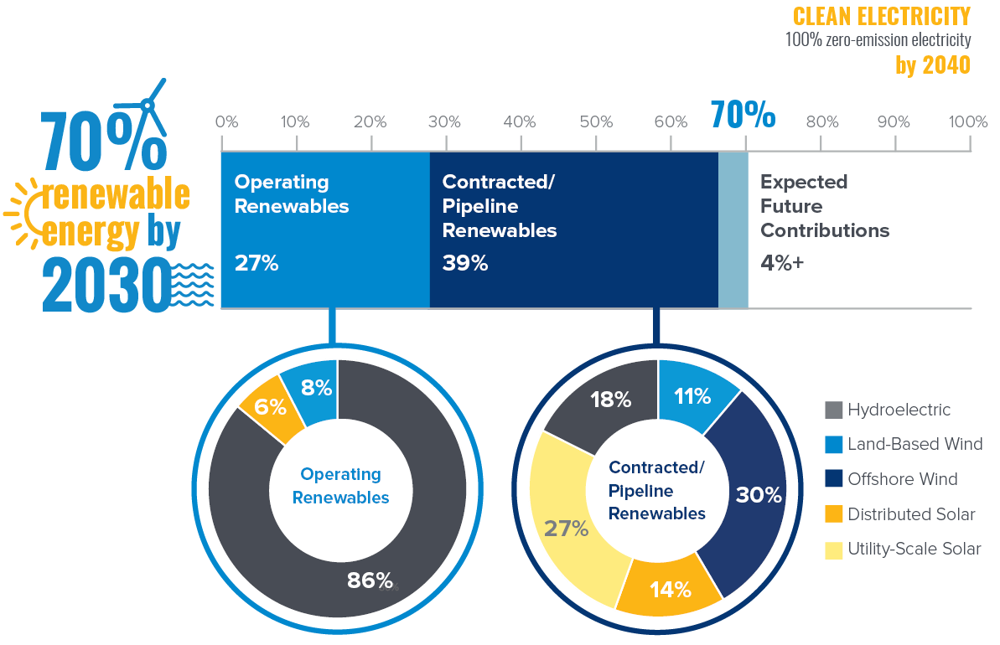 CLEAN ELECTRICITY
100% zero-emission electricity
by 2040
70%
renewable
energy by
2030
0% 10% 20% 30% 40% 50% 60% 70% 80% 90% 100%
Operating
Renewables
27%
Contracted/
Pipeline
Renewables
39%
Expected
Future
Contributions
4%+
8%
6%
86%
Operating
Renewables
11%
30%
14%
27%
18%
Contracted/
Pipeline
Renewables
Hydroelectric
Land-Based Wind
Offshore Wind
Distributed Solar
Utility-Scale Solar